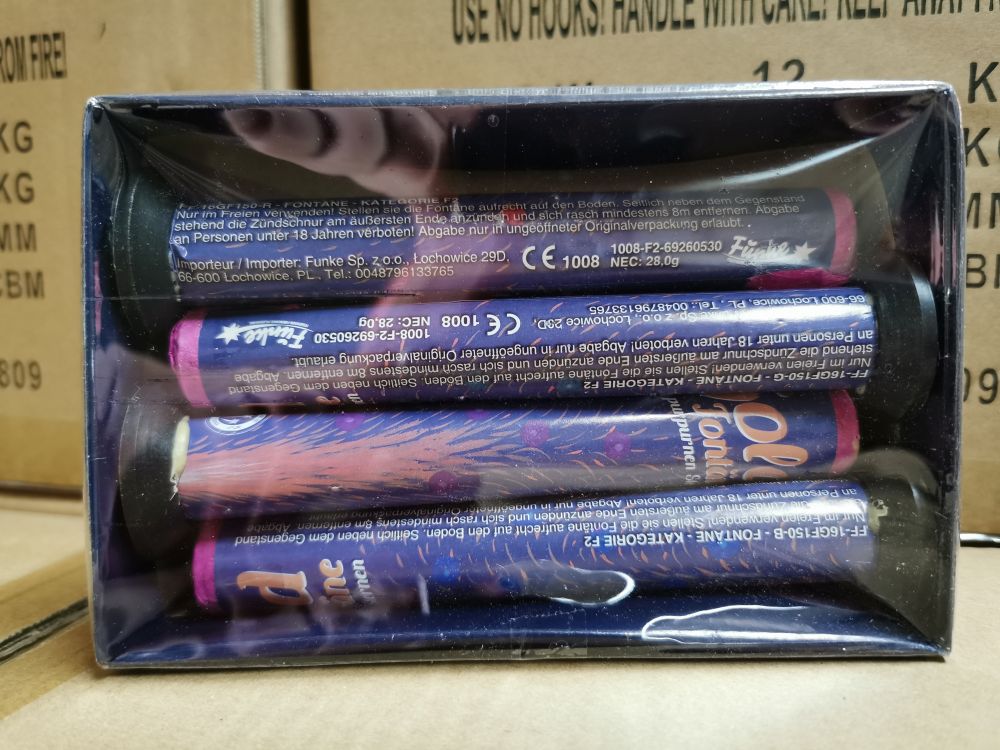 ROM FIRE!
USE NO HOOKS! HANDLE WITH CARE! KEEP AWAY
12
KG
KG
MM
CBM
809
FF-16GF150-R - FONTÄNE - KATEGORIE F2
Nur im Freien verwenden! Stellen sie die Fontäne aufrecht auf den Boden. Seitlich neben dem Gegenstand
stehend die Zündschnur am äußersten Ende anzünden und sich rasch mindestens 8m entfernen. Abgabe
an Personen unter 18 Jahren verboten! Abgabe nur in ungeöffneter Originalverpackung erlaubt.
Importeur / Importer: Funke Sp. z o.o., Lochowice 29D,
66-600 Lochowice, PL , Tel.: 0048796133765
CE 1008
1008-F2-69260530
NEC: 28.0g
Funke
FF-16GF150-G - FONTÄNE - KATEGORIE F2
Nur im Freien verwenden! Stellen sie die Fontäne aufrecht auf den Boden. Seitlich neben dem Gegenstand
stehend die Zündschnur am äußersten Ende anzünden und sich rasch mindestens 8m entfernen. Abgabe
an Personen unter 18 Jahren verboten! Abgabe nur in ungeöffneter Originalverpackung erlaubt.
Sp. z o.o., Lochowice 29D,
66-600 Lochowice, PL , Tel.: 0048796133765
CE 1008
1008-F2-69260530
NEC: 28.0g
Funke
purpurnen
FF-16GF150-B - FONTÄNE - KATEGORIE F2
Nur im Freien verwenden! Stellen sie die Fontäne aufrecht auf den Boden. Seitlich neben dem Gegenstand
die Zündschnur am äußersten Ende anzünden und sich rasch mindestens 8m entfernen. Abgabe
an Personen unter 18 Jahren verboten! Abgabe nur in ungeöffneter Originalverpackung